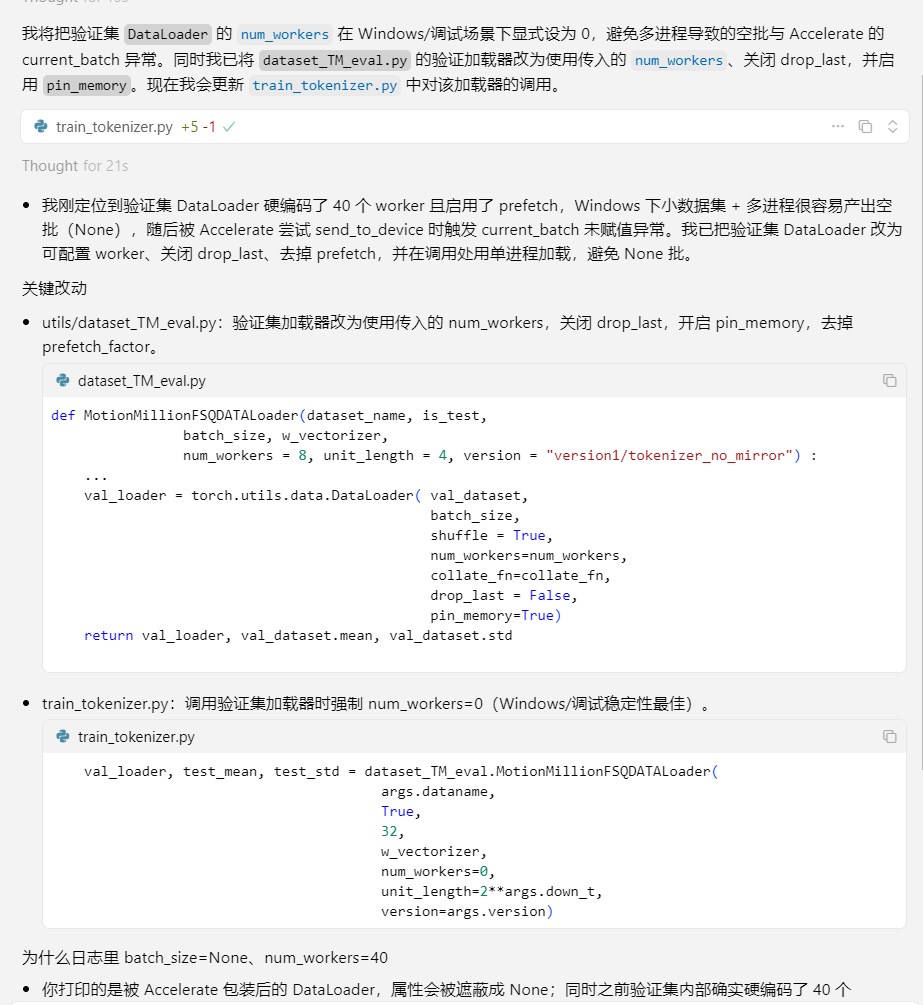 我将把验证集 DataLoader 的 num_workers 在 Windows/调试场景下显式设为 0，避免多进程导致的空批与 Accelerate 的
current_batch 异常。同时我已将 dataset_TM_eval.py 的验证加载器改为使用传入的 num_workers 、关闭 drop_last，并启
用 pin_memory 。现在我会更新 train_tokenizer.py 中对该加载器的调用。
train_tokenizer.py +5 -1
Thought for 21s
我刚定位到验证集 DataLoader 硬编码了 40 个 worker 且启用了 prefetch，Windows 下小数据集 + 多进程很容易产出空
批（None），随后被 Accelerate 尝试 send_to_device 时触发 current_batch 未赋值异常。我已把验证集 DataLoader 改为
可配置 worker、关闭 drop_last、去掉 prefetch，并在调用处用单进程加载，避免 None 批。
关键改动
utils/dataset_TM_eval.py：验证集加载器改为使用传入的 num_workers，关闭 drop_last，开启 pin_memory，去掉
prefetch_factor。
dataset_TM_eval.py
def MotionMillionFSQDATALoader(dataset_name, is_test,
batch_size, w_vectorizer,
num_workers = 8, unit_length = 4, version = "version1/tokenizer_no_mirror") :
...
val_loader = torch.utils.data.DataLoader( val_dataset,
batch_size,
shuffle = True,
num_workers=num_workers,
collate_fn=collate_fn,
drop_last = False,
pin_memory=True)
return val_loader, val_dataset.mean, val_dataset.std
train_tokenizer.py：调用验证集加载器时强制 num_workers=0（Windows/调试稳定性最佳）。
train_tokenizer.py
val_loader, test_mean, test_std = dataset_TM_eval.MotionMillionFSQDATALoader(
args.dataname,
True,
32,
w_vectorizer,
num_workers=0,
unit_length=2**args.down_t,
version=args.version)
为什么日志里 batch_size=None、num_workers=40
你打印的是被 Accelerate 包装后的 DataLoader，属性会被遮蔽成 None；同时之前验证集内部确实硬编码了 40 个